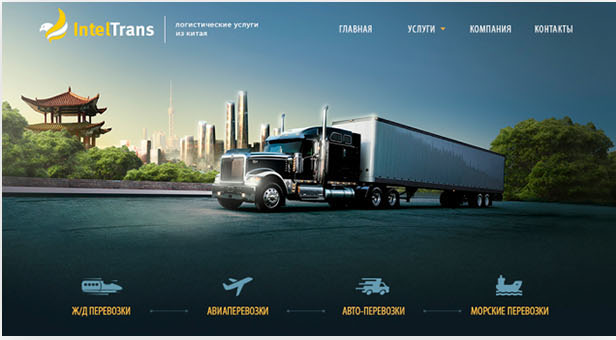 IntelTrans
логистические услуги
из китая
ГЛАВНАЯ УСЛУГИ КОМПАНИЯ КОНТАКТЫ
Ж/Д ПЕРЕВОЗКИ АВИАПЕРЕВОЗКИ АВТО-ПЕРЕВОЗКИ МОРСКИЕ ПЕРЕВОЗКИ